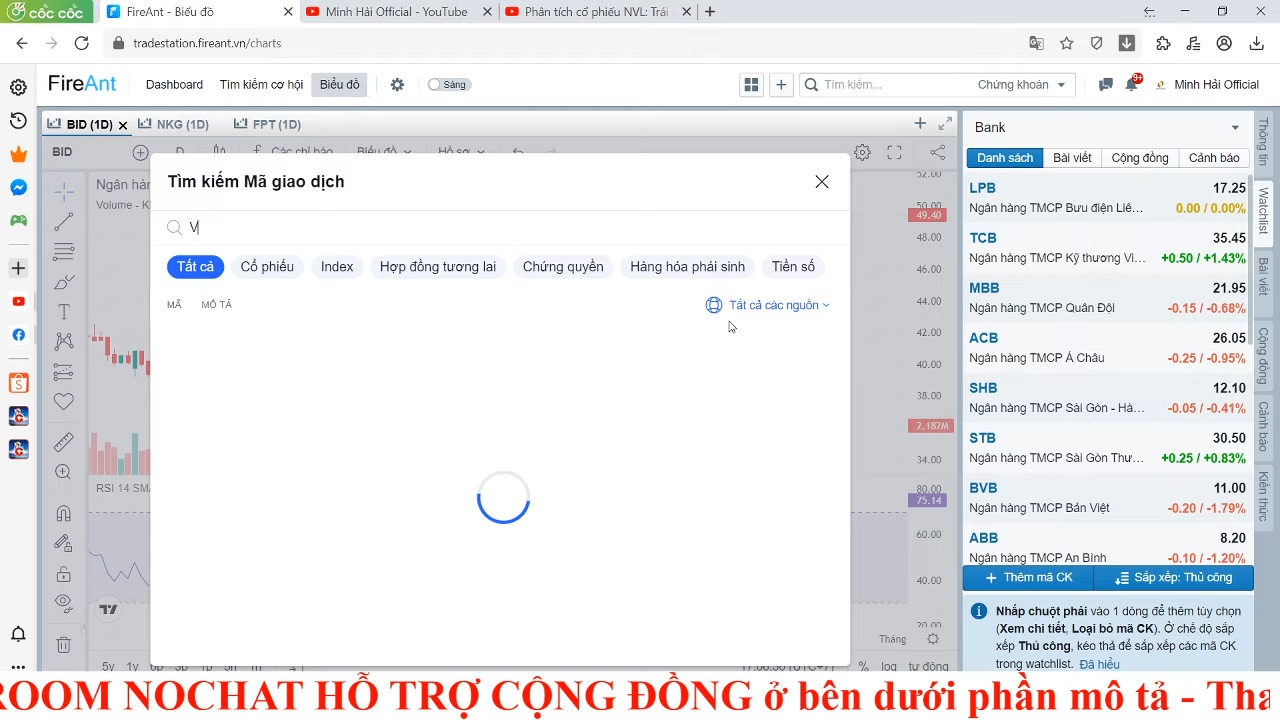 cốc cốc
FireAnt - Biểu đồ
Minh Hải Official - YouTube
Phân tích cổ phiếu NVL: Trái
tradestation.fireant.vn/charts
FireAnt
Dashboard
Tìm kiếm cơ hội
Biểu đồ
Sáng
Tìm kiếm...
Chứng khoán
9+
Minh Hải Official
BID (1D)
NKG (1D)
FPT (1D)
BID
D
Các chỉ báo
Biểu đồ
Hồ sơ
Ngân hàn
Volume - K
RSI 14 SMA
Tìm kiếm Mã giao dịch
V
Tất cả
Cổ phiếu
Index
Hợp đồng tương lai
Chứng quyền
Hàng hóa phái sinh
Tiền số
MÃ
MÔ TẢ
Tất cả các nguồn
52.00
50.00
49.40
48.00
46.00
44.00
42.00
40.00
38.00
36.00
2.182M
34.00
80.00
75.14
60.00
40.00
20.00
Tháng
5y
1y
6p
3p
1p
log
tự động
17:06:50 (UTC+7)
%
Bank
Danh sách
Bài viết
Cộng đồng
Cảnh báo
LPB 17.25
Ngân hàng TMCP Bưu điện Liê... 0.00 / 0.00%
TCB 35.45
Ngân hàng TMCP Kỹ thương Vi... +0.50 / +1.43%
MBB 21.95
Ngân hàng TMCP Quân Đội -0.15 / -0.68%
ACB 26.05
Ngân hàng TMCP Á Châu -0.25 / -0.95%
SHB 12.10
Ngân hàng TMCP Sài Gòn - Hà... -0.05 / -0.41%
STB 30.50
Ngân hàng TMCP Sài Gòn Thư... +0.25 / +0.83%
BVB 11.00
Ngân hàng TMCP Bản Việt -0.20 / -1.79%
ABB 8.20
Ngân hàng TMCP An Bình -0.10 / -1.20%
Thêm mã CK
Sắp xếp: Thủ công
Nhấp chuột phải vào 1 dòng để thêm tùy chọn
(Xem chi tiết, Loại bỏ mã CK). Ở chế độ sắp
xếp Thủ công, kéo thả để sắp xếp các mã CK
trong watchlist. Đã hiểu
Thông tin
Watchlist
Bài viết
Cộng đồng
Cảnh báo
Kiến thức
ROOM NOCHAT HỖ TRỢ CỘNG ĐỒNG ở bên dưới phần mô tả - Tha